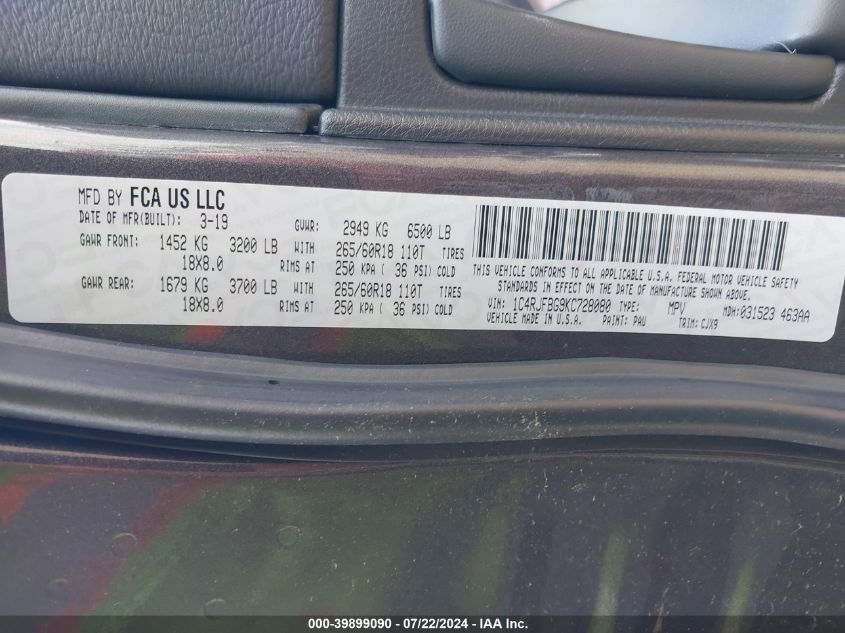 MFD BY FCA US LLC
DATE OF MFR(BUILT): 3-19 GVWR: 2949 KG 6500 LB
GAWR FRONT: 1452 KG 3200 LB WITH 265/60R18 110T TIRES
18X8.0 RIMS AT 250 KPA ( 36 PSI) COLD
GAWR REAR: 1679 KG 3700 LB WITH 265/60R18 110T TIRES
18X8.0 RIMS AT 250 KPA ( 36 PSI) COLD
THIS VEHICLE CONFORMS TO ALL APPLICABLE U.S.A. FEDERAL MOTOR VEHICLE SAFETY
STANDARDS IN EFFECT ON THE DATE OF MANUFACTURE SHOWN ABOVE.
VIN: 1C4RJFBG9KC728080 TYPE: MPV MDH:031523 463AA
VEHICLE MADE IN U.S.A. PAINT: PAU TRIM: CJX9
000-39899090 - 07/22/2024 - IAA Inc.